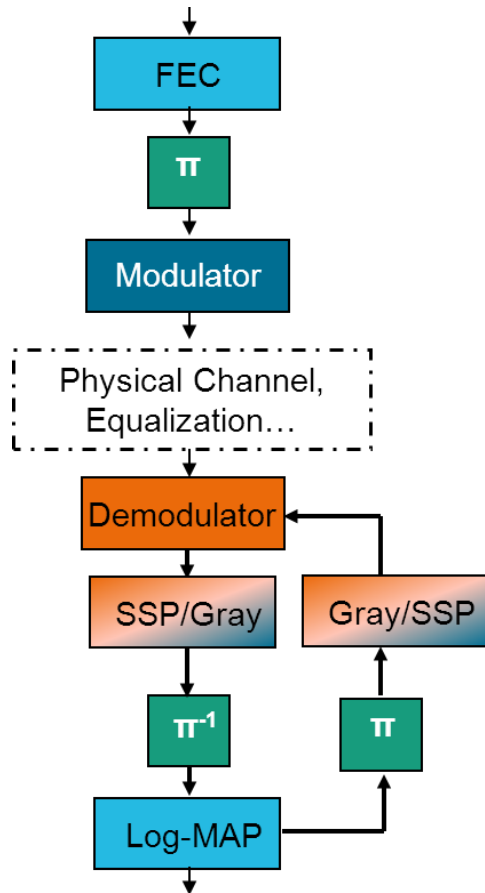 FEC
π
Modulator
Physical Channel,
Equalization…
Demodulator
SSP/Gray
Gray/SSP
π⁻¹
π
Log-MAP